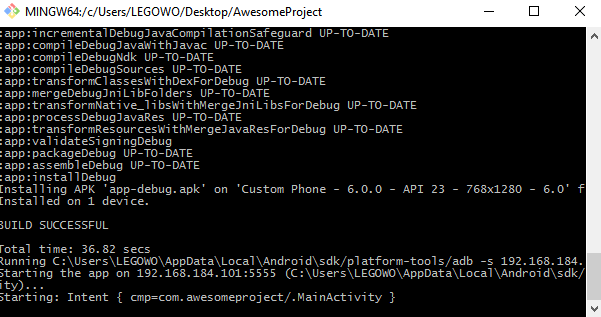 MINGW64:/c/Users/LEGOWO/Desktop/AwesomeProject
:app:incrementalDebugJavaCompilationSafeguard UP-TO-DATE
:app:compileDebugJavaWithJavac UP-TO-DATE
:app:compileDebugNdk UP-TO-DATE
:app:compileDebugSources UP-TO-DATE
:app:transformClassesWithDexForDebug UP-TO-DATE
:app:mergeDebugJniLibFolders UP-TO-DATE
:app:transformNative_libsWithMergeJniLibsForDebug UP-TO-DATE
:app:processDebugJavaRes UP-TO-DATE
:app:transformResourcesWithMergeJavaResForDebug UP-TO-DATE
:app:validateSigningDebug
:app:packageDebug UP-TO-DATE
:app:assembleDebug UP-TO-DATE
:app:installDebug
Installing APK 'app-debug.apk' on 'Custom Phone - 6.0.0 - API 23 - 768x1280 - 6.0' f
Installed on 1 device.
BUILD SUCCESSFUL
Total time: 36.82 secs
Running C:\Users\LEGOWO\AppData\Local\Android\sdk/platform-tools/adb -s 192.168.184.
Starting the app on 192.168.184.101:5555 (C:\Users\LEGOWO\AppData\Local\Android\sdk/
ity)...
Starting: Intent { cmp=com.awesomeproject/.MainActivity }